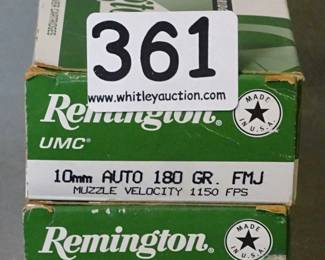 361
www.whitleyauction.com
Remington
UMC
MADE IN U.S.A.
10mm AUTO 180 GR. FMJ
MUZZLE VELOCITY 1150 FPS
Remington
MADE IN U.S.A.